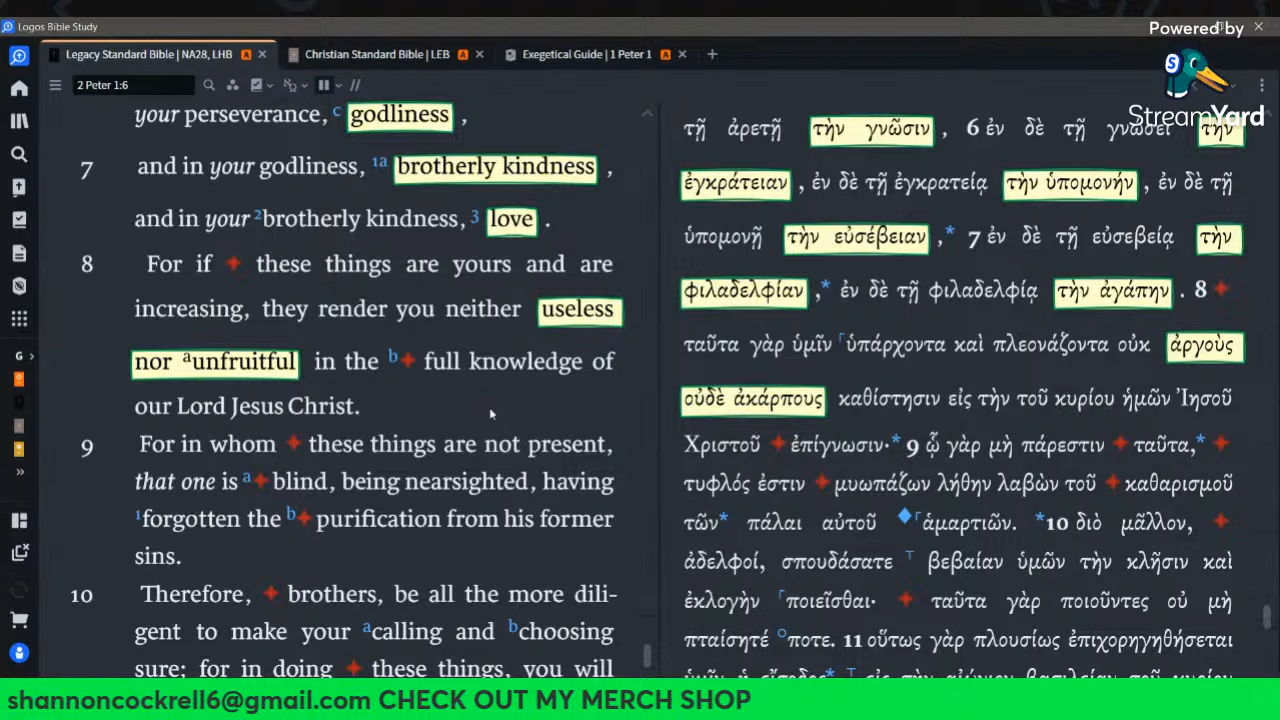 Logos Bible Study
Powered by
StreamYard
Legacy Standard Bible | NA28, LHB A
Christian Standard Bible | LEB A
Exegetical Guide | 1 Peter 1 A
2 Peter 1:6
your perseverance, c godliness ,
7 and in your godliness, 1a brotherly kindness ,
and in your 2brotherly kindness, 3 love .
8 For if these things are yours and are
increasing, they render you neither useless
nor aunfruitful in the b full knowledge of
our Lord Jesus Christ.
9 For in whom these things are not present,
that one is a blind, being nearsighted, having
1forgotten the b purification from his former
sins.
10 Therefore, brothers, be all the more dili-
gent to make your acalling and bchoosing
sure; for in doing these things, you will
τῇ ἀρετῇ τὴν γνῶσιν , 6 ἐν δὲ τῇ γνώσει τὴν
ἐγκράτειαν , ἐν δὲ τῇ ἐγκρατείᾳ τὴν ὑπομονήν , ἐν δὲ τῇ
ὑπομονῇ τὴν εὐσέβειαν ,* 7 ἐν δὲ τῇ εὐσεβείᾳ τὴν
φιλαδελφίαν ,* ἐν δὲ τῇ φιλαδελφίᾳ τὴν ἀγάπην . 8
ταῦτα γὰρ ὑμῖν ⸀ὑπάρχοντα καὶ πλεονάζοντα οὐκ ἀργοὺς
οὐδὲ ἀκάρπους καθίστησιν εἰς τὴν τοῦ κυρίου ἡμῶν Ἰησοῦ
Χριστοῦ ἐπίγνωσιν·* 9 ᾧ γὰρ μὴ πάρεστιν ταῦτα,*
τυφλός ἐστιν μυωπάζων λήθην λαβὼν τοῦ καθαρισμοῦ
τῶν* πάλαι αὐτοῦ ⸀ἁμαρτιῶν. *10 διὸ μᾶλλον,
ἀδελφοί, σπουδάσατε ⸆ βεβαίαν ὑμῶν τὴν κλῆσιν καὶ
ἐκλογὴν ⸀ποιεῖσθαι· ταῦτα γὰρ ποιοῦντες οὐ μὴ
πταίσητέ ⸰ποτε. 11 οὕτως γὰρ πλουσίως ἐπιχορηγηθήσεται
shannoncockrell6@gmail.com CHECK OUT MY MERCH SHOP